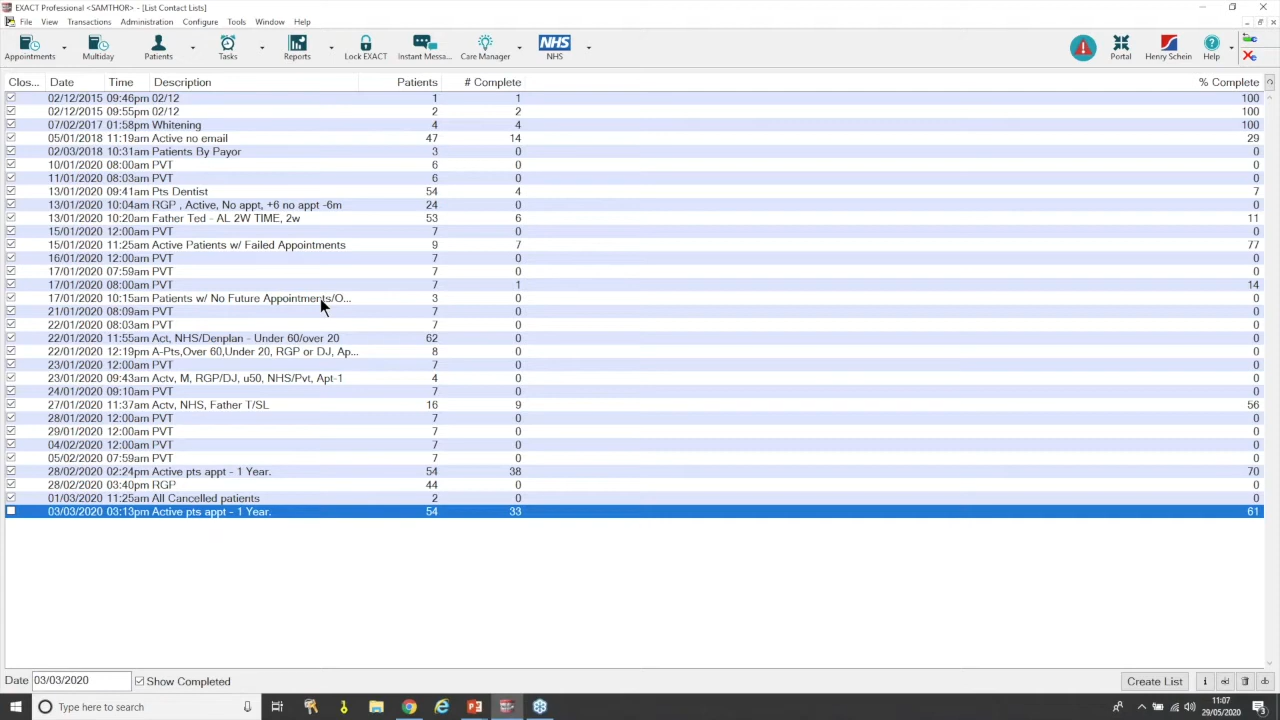 EXACT Professional <SAMTHOR> - [List Contact Lists]
File View Transactions Administration Configure Tools Window Help
Appointments Multiday Patients Tasks Reports Lock EXACT Instant Messa... Care Manager NHS NHS Portal Henry Schein Help
Clos... Date Time Description Patients # Complete % Complete
02/12/2015 09:46pm 02/12 1 1 100
02/12/2015 09:55pm 02/12 2 2 100
07/02/2017 01:58pm Whitening 4 4 100
05/01/2018 11:19am Active no email 47 14 29
02/03/2018 10:31am Patients By Payor 3 0 0
10/01/2020 08:00am PVT 6 0 0
11/01/2020 08:03am PVT 6 0 0
13/01/2020 09:41am Pts Dentist 54 4 7
13/01/2020 10:04am RGP , Active, No appt, +6 no appt -6m 24 0 0
13/01/2020 10:20am Father Ted - AL 2W TIME, 2w 53 6 11
15/01/2020 12:00am PVT 7 0 0
15/01/2020 11:25am Active Patients w/ Failed Appointments 9 7 77
16/01/2020 12:00am PVT 7 0 0
17/01/2020 07:59am PVT 7 0 0
17/01/2020 08:00am PVT 7 1 14
17/01/2020 10:15am Patients w/ No Future Appointments/O... 3 0 0
21/01/2020 08:09am PVT 7 0 0
22/01/2020 08:03am PVT 7 0 0
22/01/2020 11:55am Act, NHS/Denplan - Under 60/over 20 62 0 0
22/01/2020 12:19pm A-Pts,Over 60,Under 20, RGP or DJ, Ap... 8 0 0
23/01/2020 12:00am PVT 7 0 0
23/01/2020 09:43am Actv, M, RGP/DJ, u50, NHS/Pvt, Apt-1 4 0 0
24/01/2020 09:10am PVT 7 0 0
27/01/2020 11:37am Actv, NHS, Father T/SL 16 9 56
28/01/2020 12:00am PVT 7 0 0
29/01/2020 12:00am PVT 7 0 0
04/02/2020 12:00am PVT 7 0 0
05/02/2020 07:59am PVT 7 0 0
28/02/2020 02:24pm Active pts appt - 1 Year. 54 38 70
28/02/2020 03:40pm RGP 44 0 0
01/03/2020 11:25am All Cancelled patients 2 0 0
03/03/2020 03:13pm Active pts appt - 1 Year. 54 33 61
Date 03/03/2020 Show Completed Create List
Type here to search 11:07
29/05/2020 3